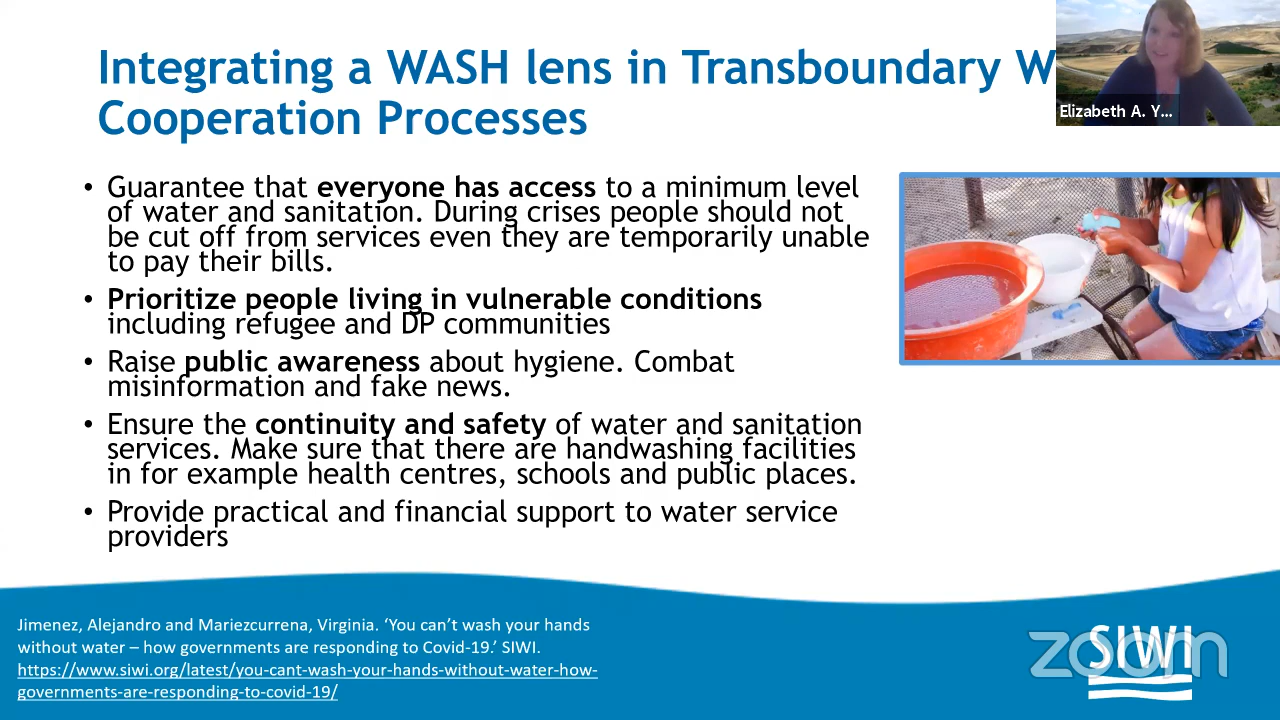 Integrating a WASH lens in Transboundary W
Cooperation Processes
Elizabeth A. Y...
• Guarantee that everyone has access to a minimum level
of water and sanitation. During crises people should not
be cut off from services even they are temporarily unable
to pay their bills.
• Prioritize people living in vulnerable conditions
including refugee and DP communities
• Raise public awareness about hygiene. Combat
misinformation and fake news.
• Ensure the continuity and safety of water and sanitation
services. Make sure that there are handwashing facilities
in for example health centres, schools and public places.
• Provide practical and financial support to water service
providers
Jimenez, Alejandro and Mariezcurrena, Virginia. ‘You can’t wash your hands
without water – how governments are responding to Covid-19.’ SIWI.
https://www.siwi.org/latest/you-cant-wash-your-hands-without-water-how-
governments-are-responding-to-covid-19/
SIWI
zoom